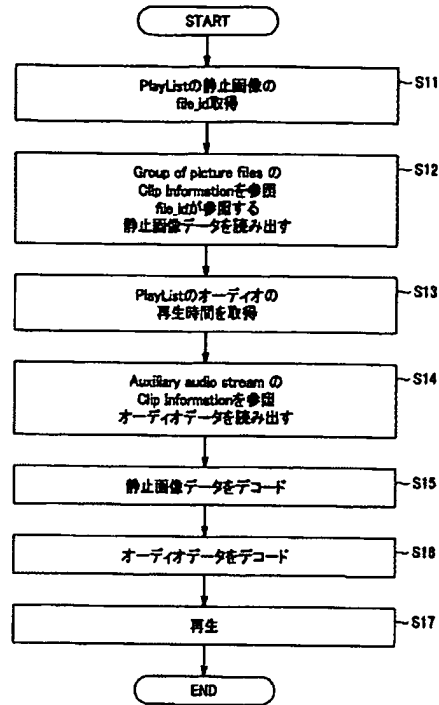 START
PlayListの静止画像の
file_id取得
S11
Group of picture files の
Clip Informationを参照
file_idが参照する
静止画像データを読み出す
S12
PlayListのオーディオの
再生時間を取得
S13
Auxiliary audio stream の
Clip Informationを参照
オーディオデータを読み出す
S14
静止画像データをデコード
S15
オーディオデータをデコード
S16
再生
S17
END